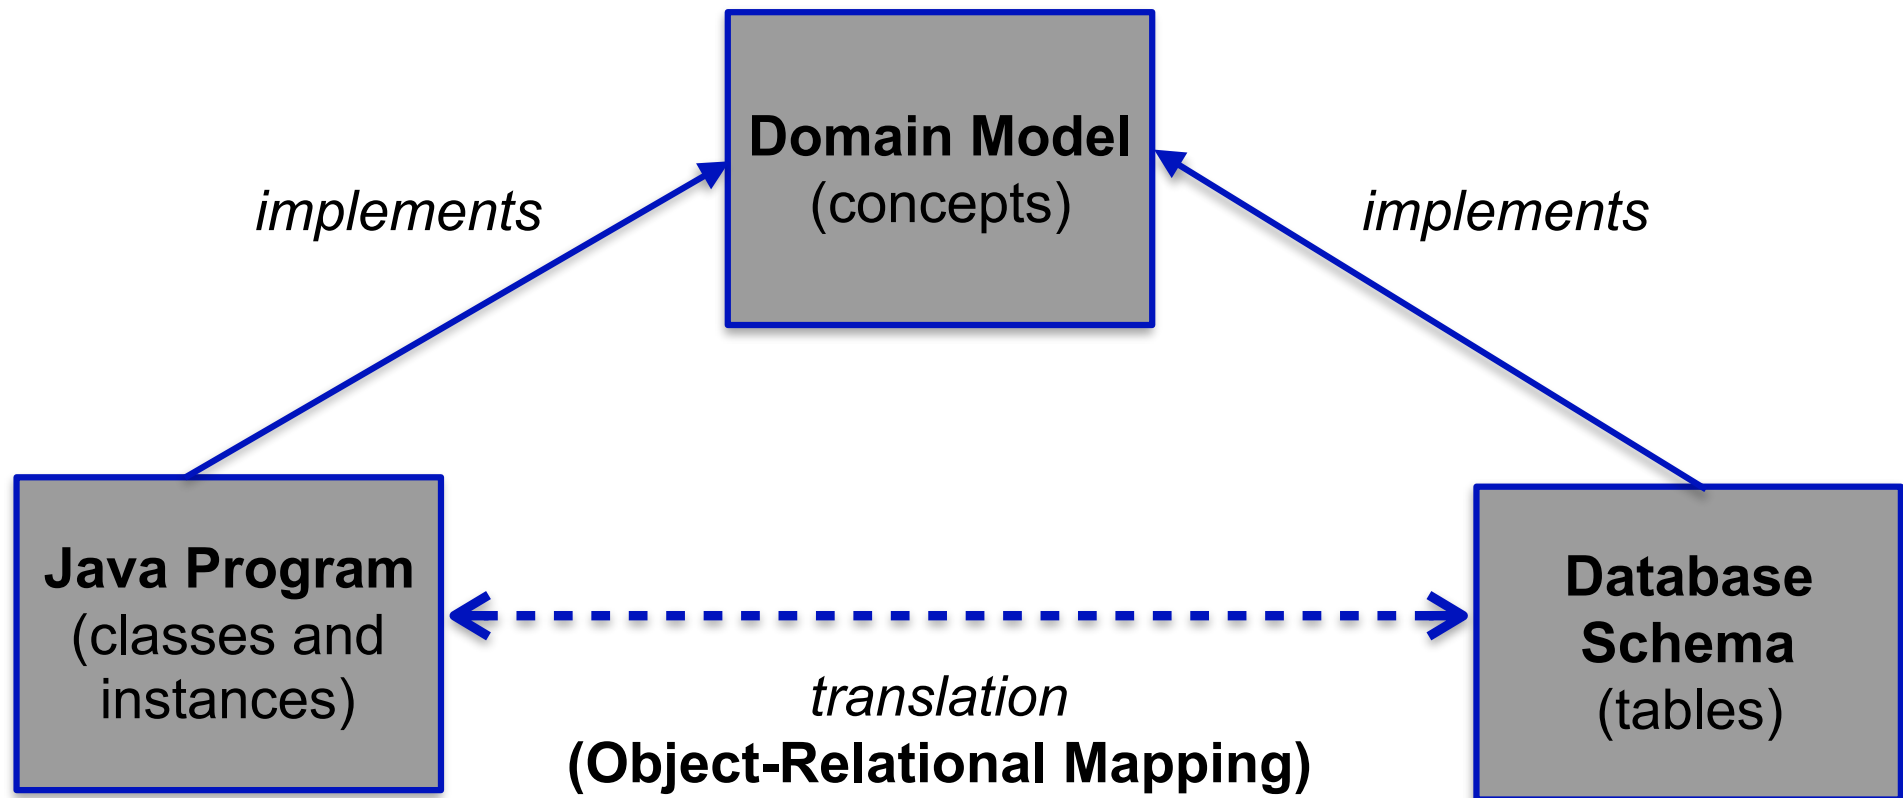 Domain Model
(concepts)
implements
implements
Java Program
(classes and
instances)
Database
Schema
(tables)
translation
(Object-Relational Mapping)